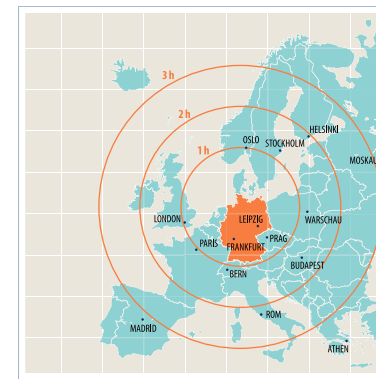 3 h
2 h
1 h
OSLO
STOCKHOLM
HELSINKI
MOSKAU
LONDON
LEIPZIG
WARSCHAU
PARIS
FRANKFURT
PRAG
BUDAPEST
BERN
ROM
MADRID
ATHEN